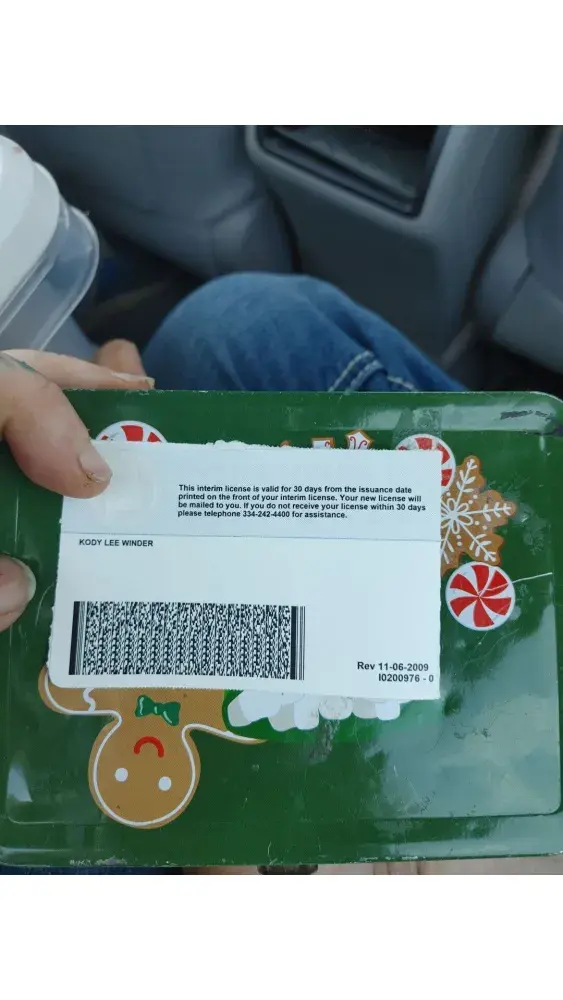 This interim license is valid for 30 days from the issuance date
printed on the front of your interim license. Your new license will
be mailed to you. If you do not receive your license within 30 days
please telephone 334-242-4400 for assistance.
KODY LEE WINDER
Rev 11-06-2009
I0200976 - 0